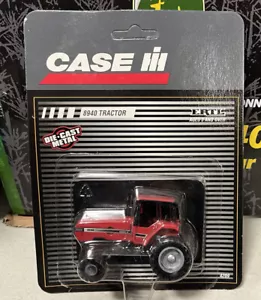 CASE IH
8940 TRACTOR
ERTL
DIE-CAST
METAL